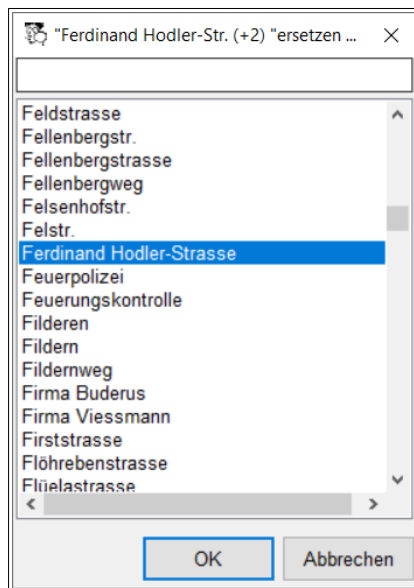 "Ferdinand Hodler-Str. (+2) "ersetzen ...
Feldstrasse
Fellenbergstr.
Fellenbergstrasse
Fellenbergweg
Felsenhofstr.
Felstr.
Ferdinand Hodler-Strasse
Feuerpolizei
Feuerungskontrolle
Filderen
Fildern
Fildernweg
Firma Buderus
Firma Viessmann
Firststrasse
Flöhrebenstrasse
Flüelastrasse
OK Abbrechen